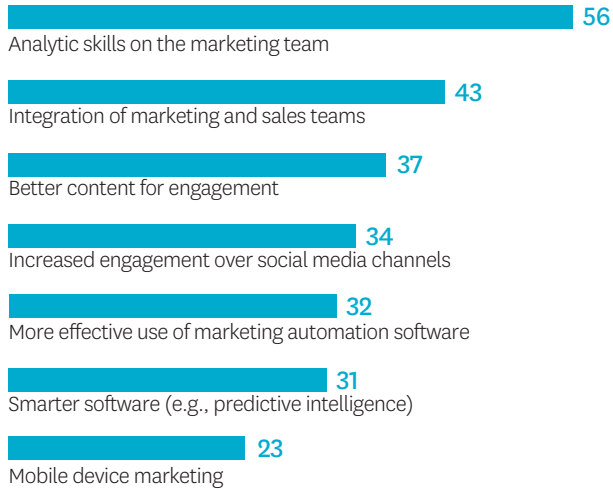 56
Analytic skills on the marketing team
43
Integration of marketing and sales teams
37
Better content for engagement
34
Increased engagement over social media channels
32
More effective use of marketing automation software
31
Smarter software (e.g., predictive intelligence)
23
Mobile device marketing